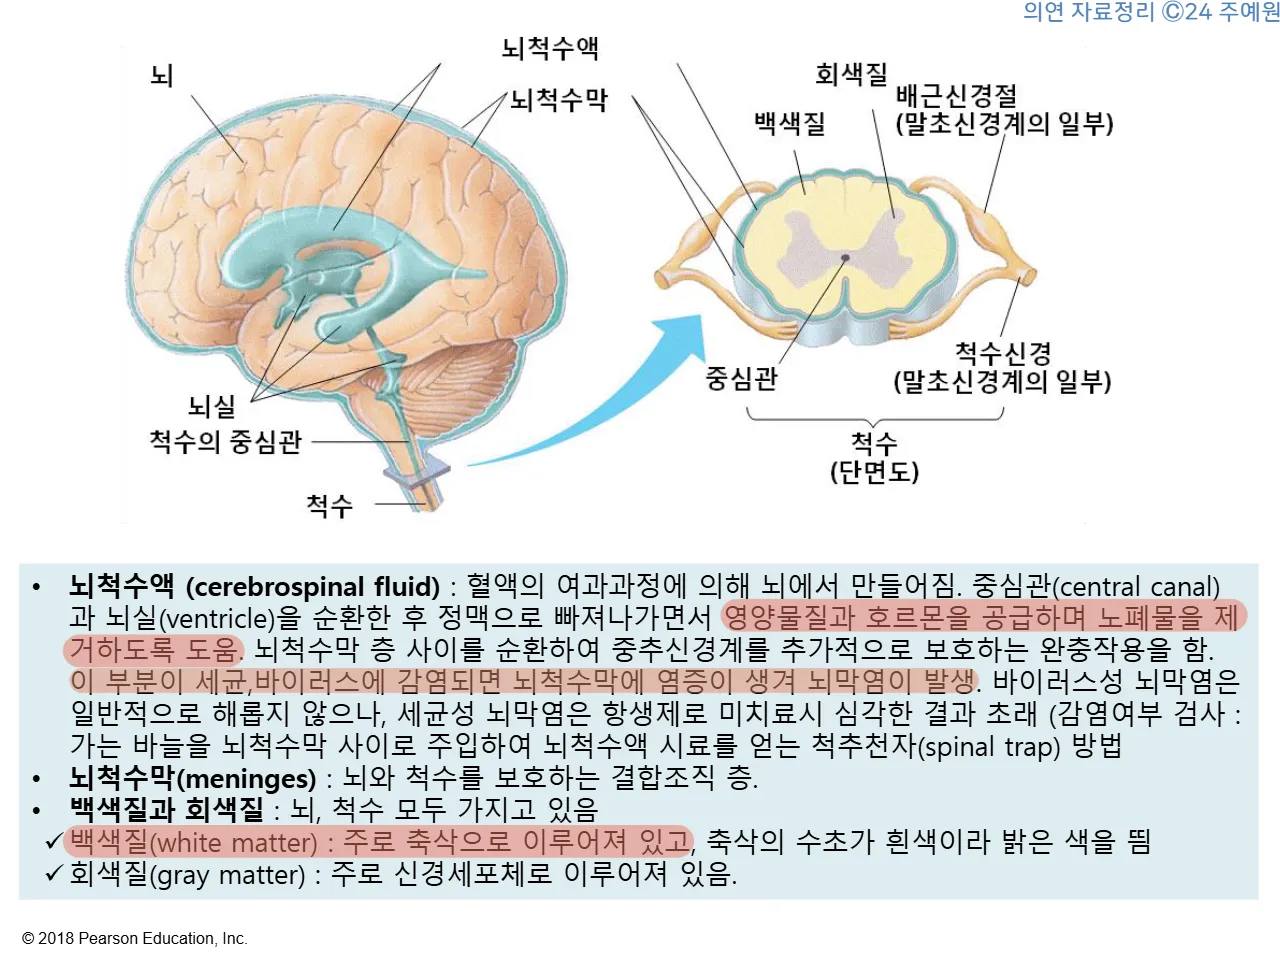 의연 자료정리 ©24 주예원
뇌척수액
뇌
뇌척수막
회색질
배근신경절
(말초신경계의 일부)
백색질
중심관
척수신경
(말초신경계의 일부)
뇌실
척수의 중심관
척수
(단면도)
척수
• 뇌척수액 (cerebrospinal fluid) : 혈액의 여과과정에 의해 뇌에서 만들어짐. 중심관(central canal)
과 뇌실(ventricle)을 순환한 후 정맥으로 빠져나가면서 영양물질과 호르몬을 공급하며 노폐물을 제
거하도록 도움. 뇌척수막 층 사이를 순환하여 중추신경계를 추가적으로 보호하는 완충작용을 함.
이 부분이 세균,바이러스에 감염되면 뇌척수막에 염증이 생겨 뇌막염이 발생. 바이러스성 뇌막염은
일반적으로 해롭지 않으나, 세균성 뇌막염은 항생제로 미치료시 심각한 결과 초래 (감염여부 검사 :
가는 바늘을 뇌척수막 사이로 주입하여 뇌척수액 시료를 얻는 척추천자(spinal trap) 방법
• 뇌척수막(meninges) : 뇌와 척수를 보호하는 결합조직 층.
• 백색질과 회색질 : 뇌, 척수 모두 가지고 있음
✓ 백색질(white matter) : 주로 축삭으로 이루어져 있고, 축삭의 수초가 흰색이라 밝은 색을 띔
✓ 회색질(gray matter) : 주로 신경세포체로 이루어져 있음.
© 2018 Pearson Education, Inc.